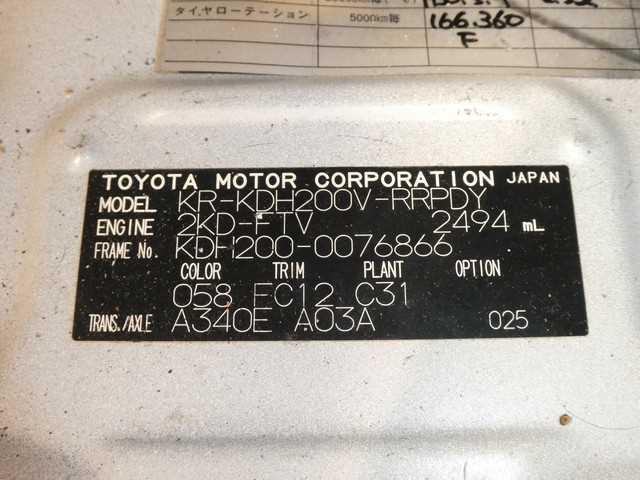 タイヤローテーション 5000km毎 166.360
F
TOYOTA MOTOR CORPORATION JAPAN
MODEL KR-KDH200V-RRPDY
ENGINE 2KD-FTV 2494 mL
FRAME No. KDH200-0076866
COLOR TRIM PLANT OPTION
058 FC12 C31
TRANS./AXLE A340E A03A 025